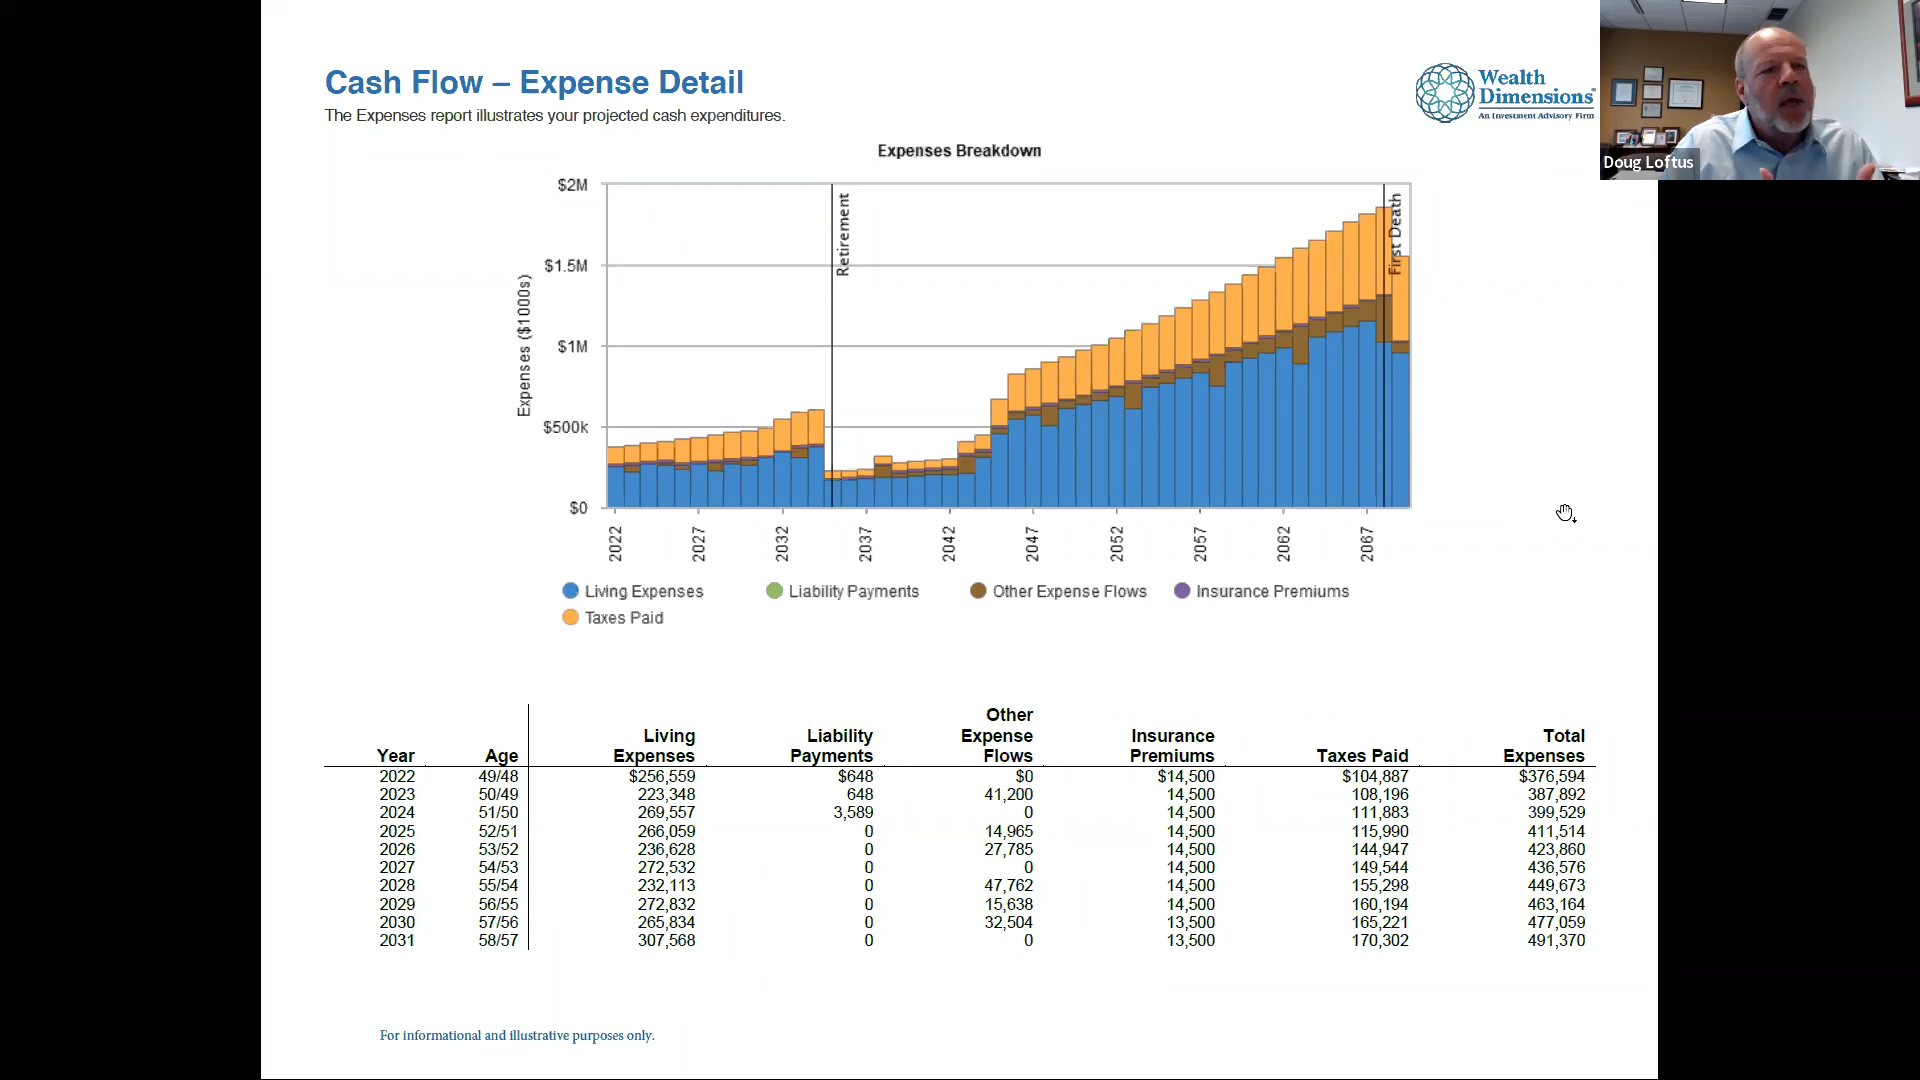 Cash Flow – Expense Detail
The Expenses report illustrates your projected cash expenditures.
Wealth
Dimensions®
An Investment Advisory Firm
Doug Loftus
Expenses Breakdown
Expenses ($1000s)
$2M
$1.5M
$1M
$500k
$0
Retirement
First Death
2022 2027 2032 2037 2042 2047 2052 2057 2062 2067
Living Expenses Liability Payments Other Expense Flows Insurance Premiums
Taxes Paid
Year Age Living Expenses Liability Payments Other Expense Flows Insurance Premiums Taxes Paid Total Expenses
2022 49/48 $256,559 $648 $0 $14,500 $104,887 $376,594
2023 50/49 223,348 648 41,200 14,500 108,196 387,892
2024 51/50 269,557 3,589 0 14,500 111,883 399,529
2025 52/51 266,059 0 14,965 14,500 115,990 411,514
2026 53/52 236,628 0 27,785 14,500 144,947 423,860
2027 54/53 272,532 0 0 14,500 149,544 436,576
2028 55/54 232,113 0 47,762 14,500 155,298 449,673
2029 56/55 272,832 0 15,638 14,500 160,194 463,164
2030 57/56 265,834 0 32,504 13,500 165,221 477,059
2031 58/57 307,568 0 0 13,500 170,302 491,370
For informational and illustrative purposes only.